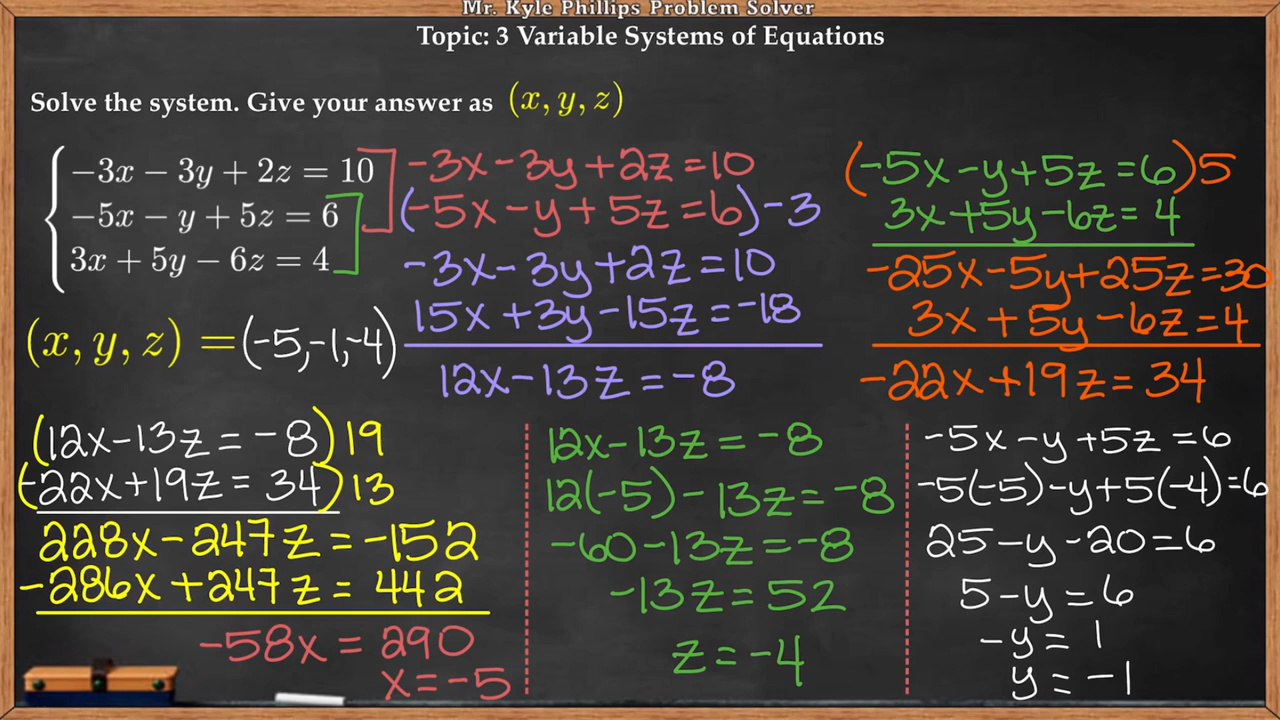 Mr. Kyle Phillips Problem Solver
Topic: 3 Variable Systems of Equations
Solve the system. Give your answer as (x, y, z)
−3x − 3y + 2z = 10
−5x − y + 5z = 6
3x + 5y − 6z = 4
(x, y, z) = (-5,-1,-4)
-3x-3y+2z=10
(-5x-y+5z=6)-3
-3x-3y+2z=10
15x+3y-15z=-18
12x-13z=-8
(-5x-y+5z=6)5
3x+5y-6z=4
-25x-5y+25z=30
3x+5y-6z=4
-22x+19z=34
(12x-13z=-8)19
(-22x+19z=34)13
228x-247z=-152
-286x+247z=442
-58x=290
x=-5
12x-13z=-8
12(-5)-13z=-8
-60-13z=-8
-13z=52
z=-4
-5x-y+5z=6
-5(-5)-y+5(-4)=6
25-y-20=6
5-y=6
-y=1
y=-1